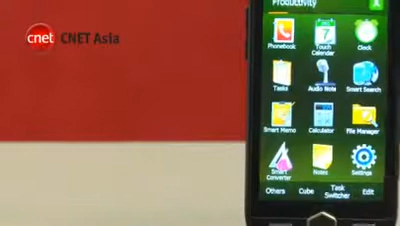 cnet CNET Asia
Productivity
X
7
Phonebook Touch Calendar Clock
Tasks Audio Note Smart Search
Smart Memo Calculator File Manager
Smart Converter Notes Settings
Others Cube Task Switcher Edit